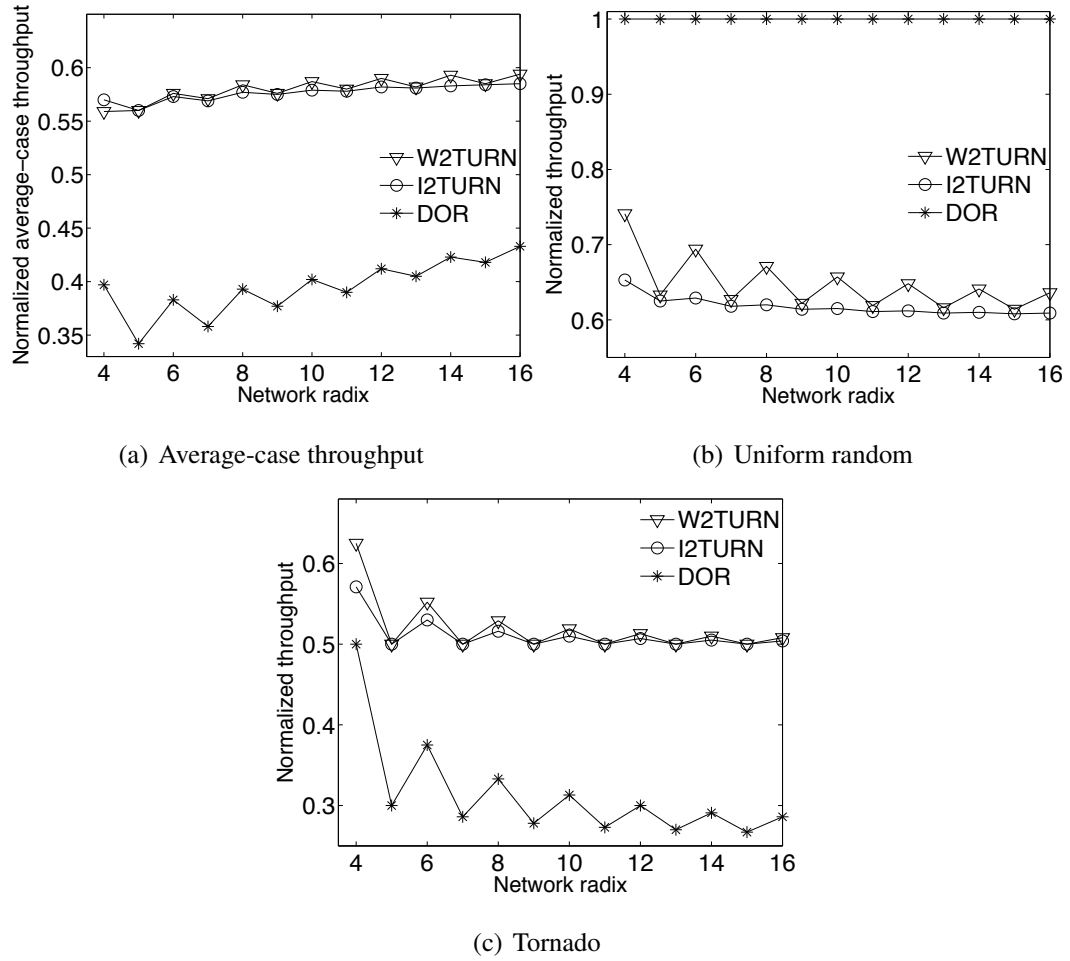 Normalized average-case throughput
0.6
0.55
0.5
0.45
0.4
0.35
W2TURN
I2TURN
DOR
4 6 8 10 12 14 16
Network radix
(a) Average-case throughput
Normalized throughput
1
0.9
0.8
0.7
0.6
W2TURN
I2TURN
DOR
4 6 8 10 12 14 16
Network radix
(b) Uniform random
Normalized throughput
0.6
0.5
0.4
0.3
W2TURN
I2TURN
DOR
4 6 8 10 12 14 16
Network radix
(c) Tornado